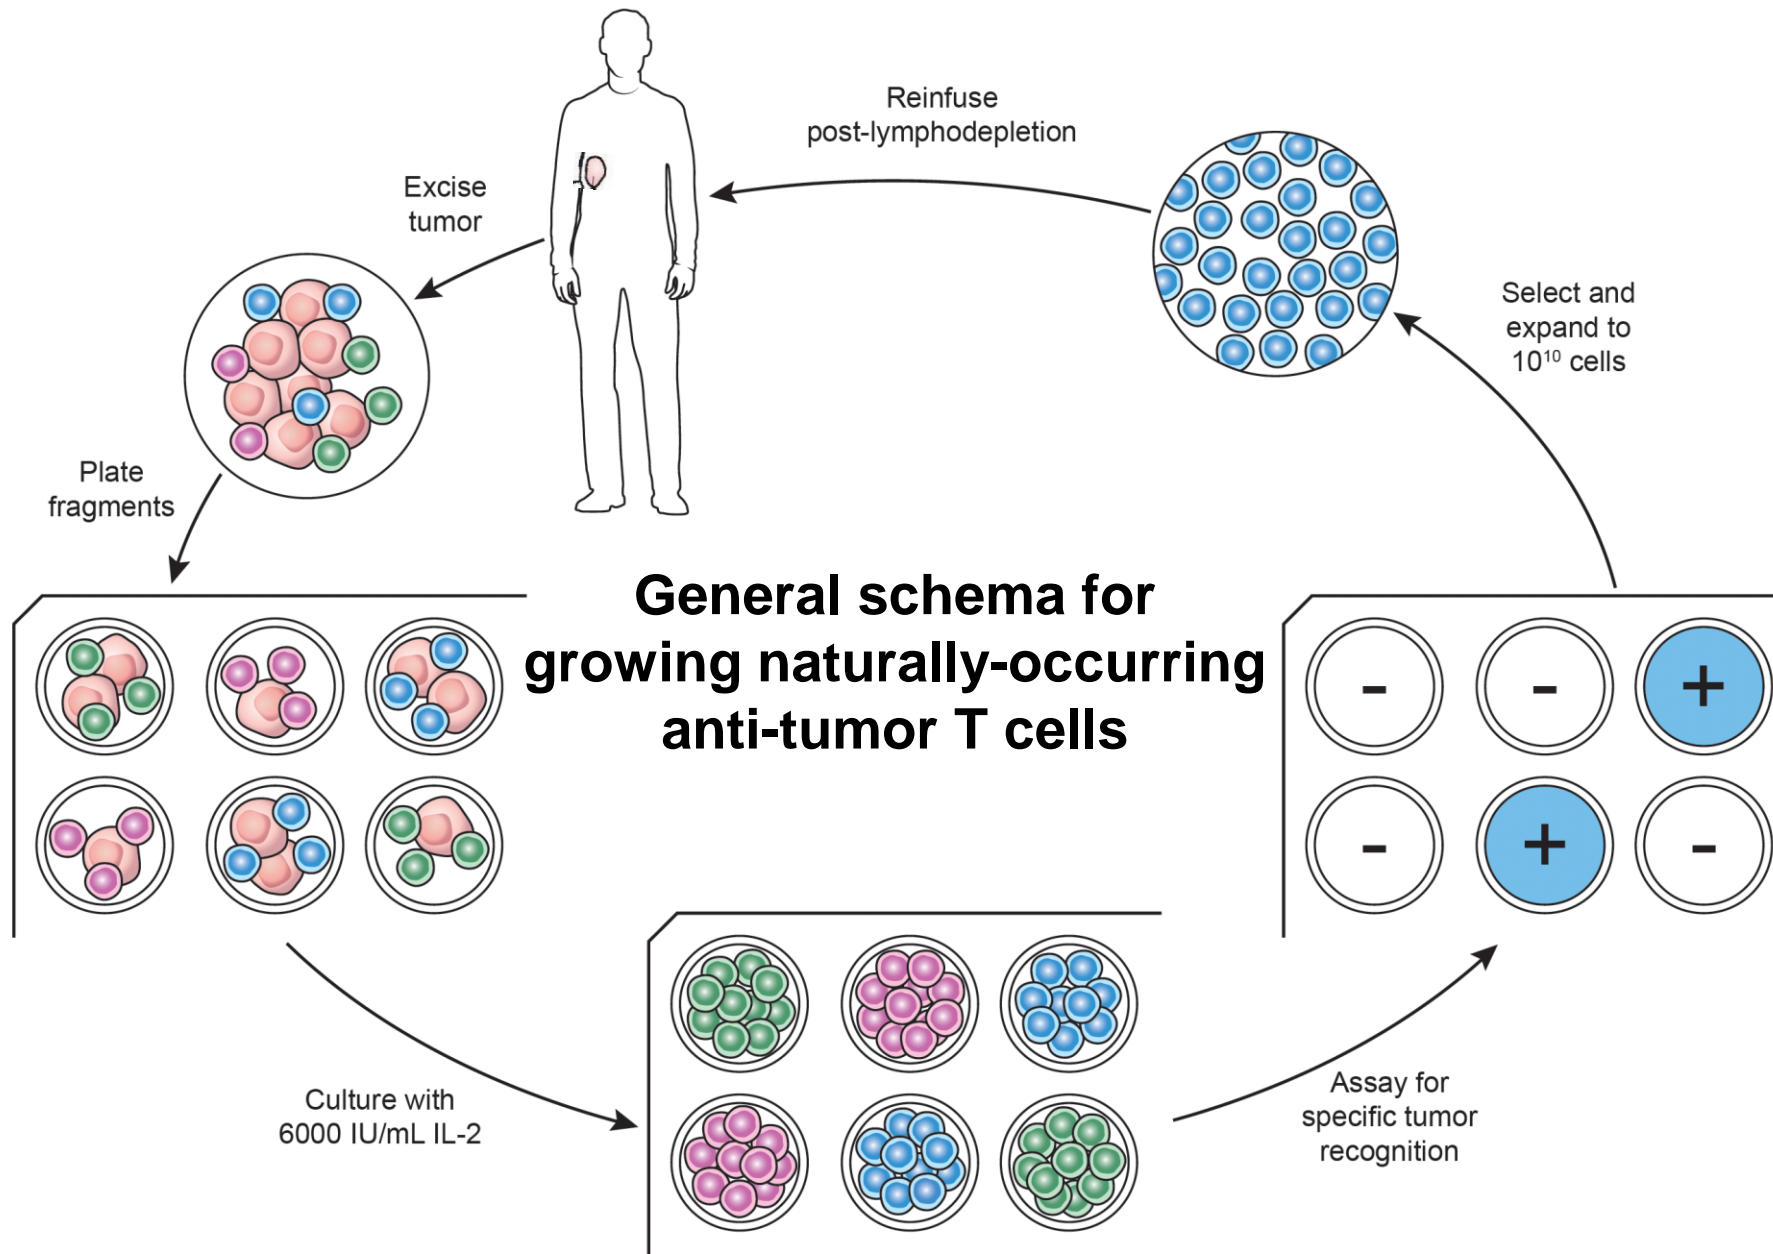 Reinfuse
post-lymphodepletion
Excise
tumor
Select and
expand to
10¹⁰ cells
Plate
fragments
General schema for
growing naturally-occurring
anti-tumor T cells
- - +
- + -
Culture with
6000 IU/mL IL-2
Assay for
specific tumor
recognition